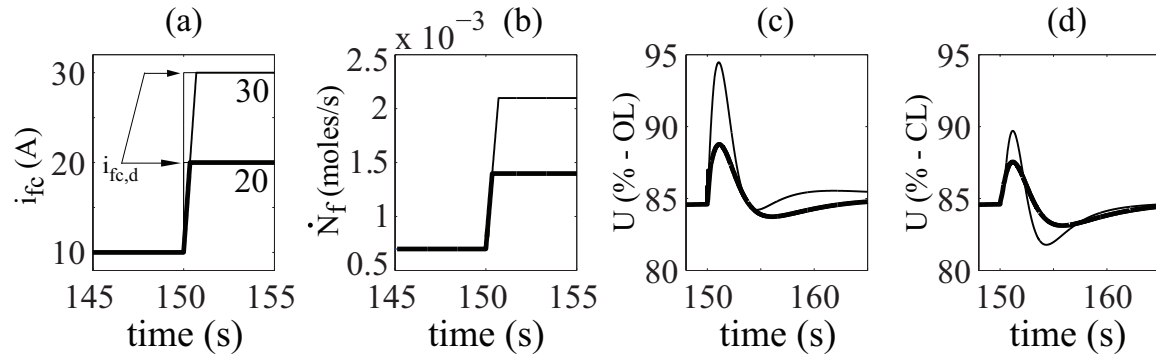 (a)
i_fc (A)
30
20
10
30
20
i_fc,d
145 150 155
time (s)
(b)
x 10^−3
Ṅ_f (moles/s)
2.5
2
1.5
1
0.5
145 150 155
time (s)
(c)
U (% - OL)
95
90
85
80
150 160
time (s)
(d)
U (% - CL)
95
90
85
80
150 160
time (s)